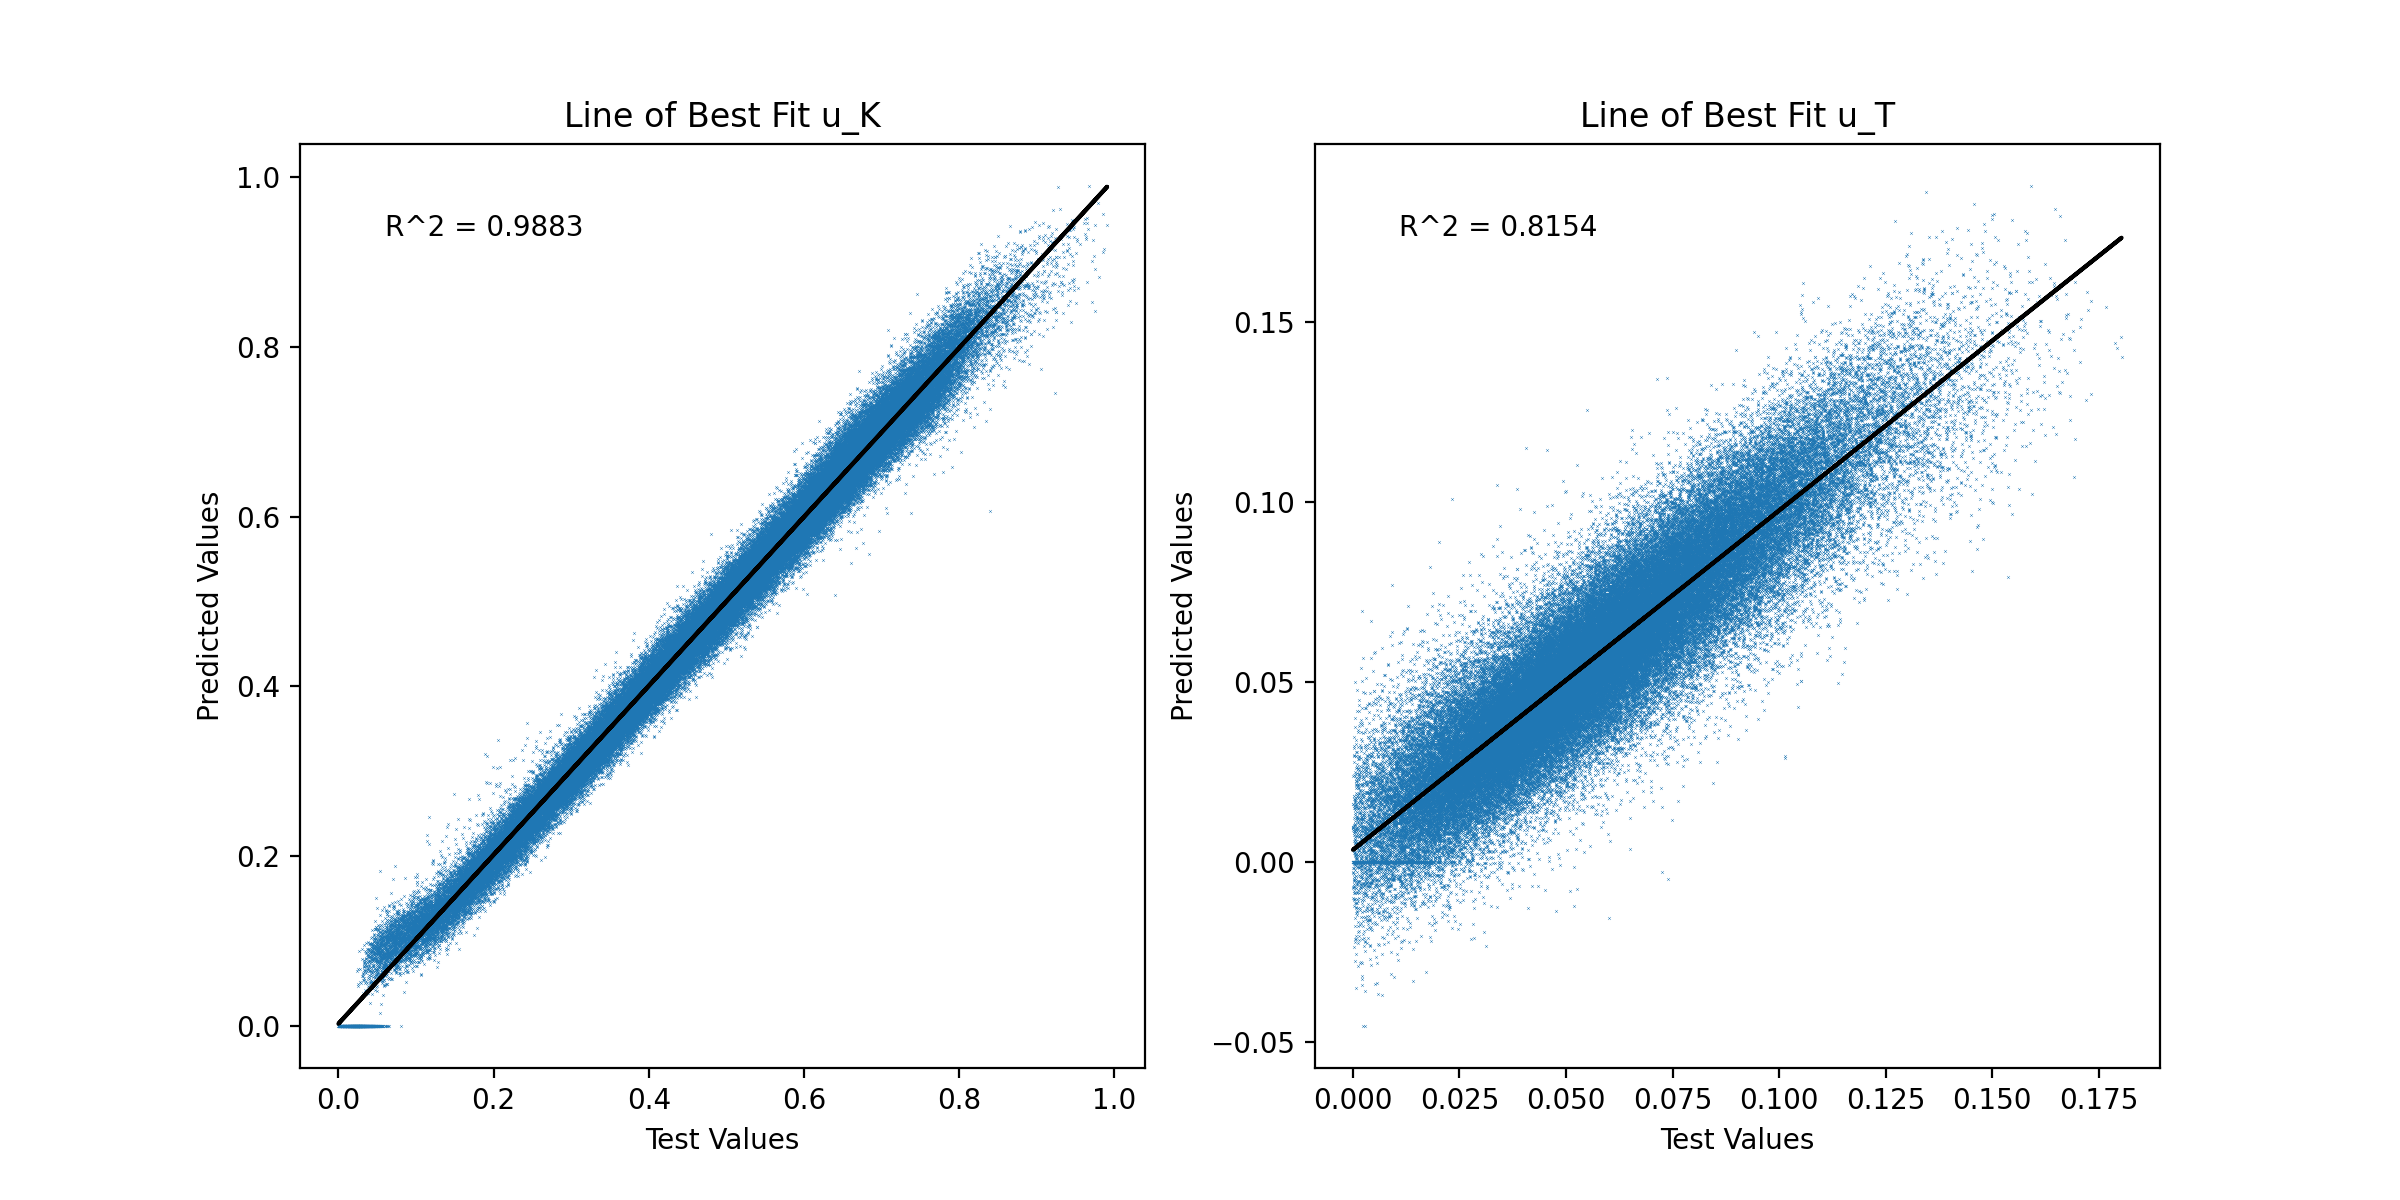 Line of Best Fit u_K
R^2 = 0.9883
1.0
0.8
0.6
0.4
0.2
0.0
Predicted Values
0.0 0.2 0.4 0.6 0.8 1.0
Test Values
Line of Best Fit u_T
R^2 = 0.8154
0.15
0.10
0.05
0.00
−0.05
Predicted Values
0.000 0.025 0.050 0.075 0.100 0.125 0.150 0.175
Test Values